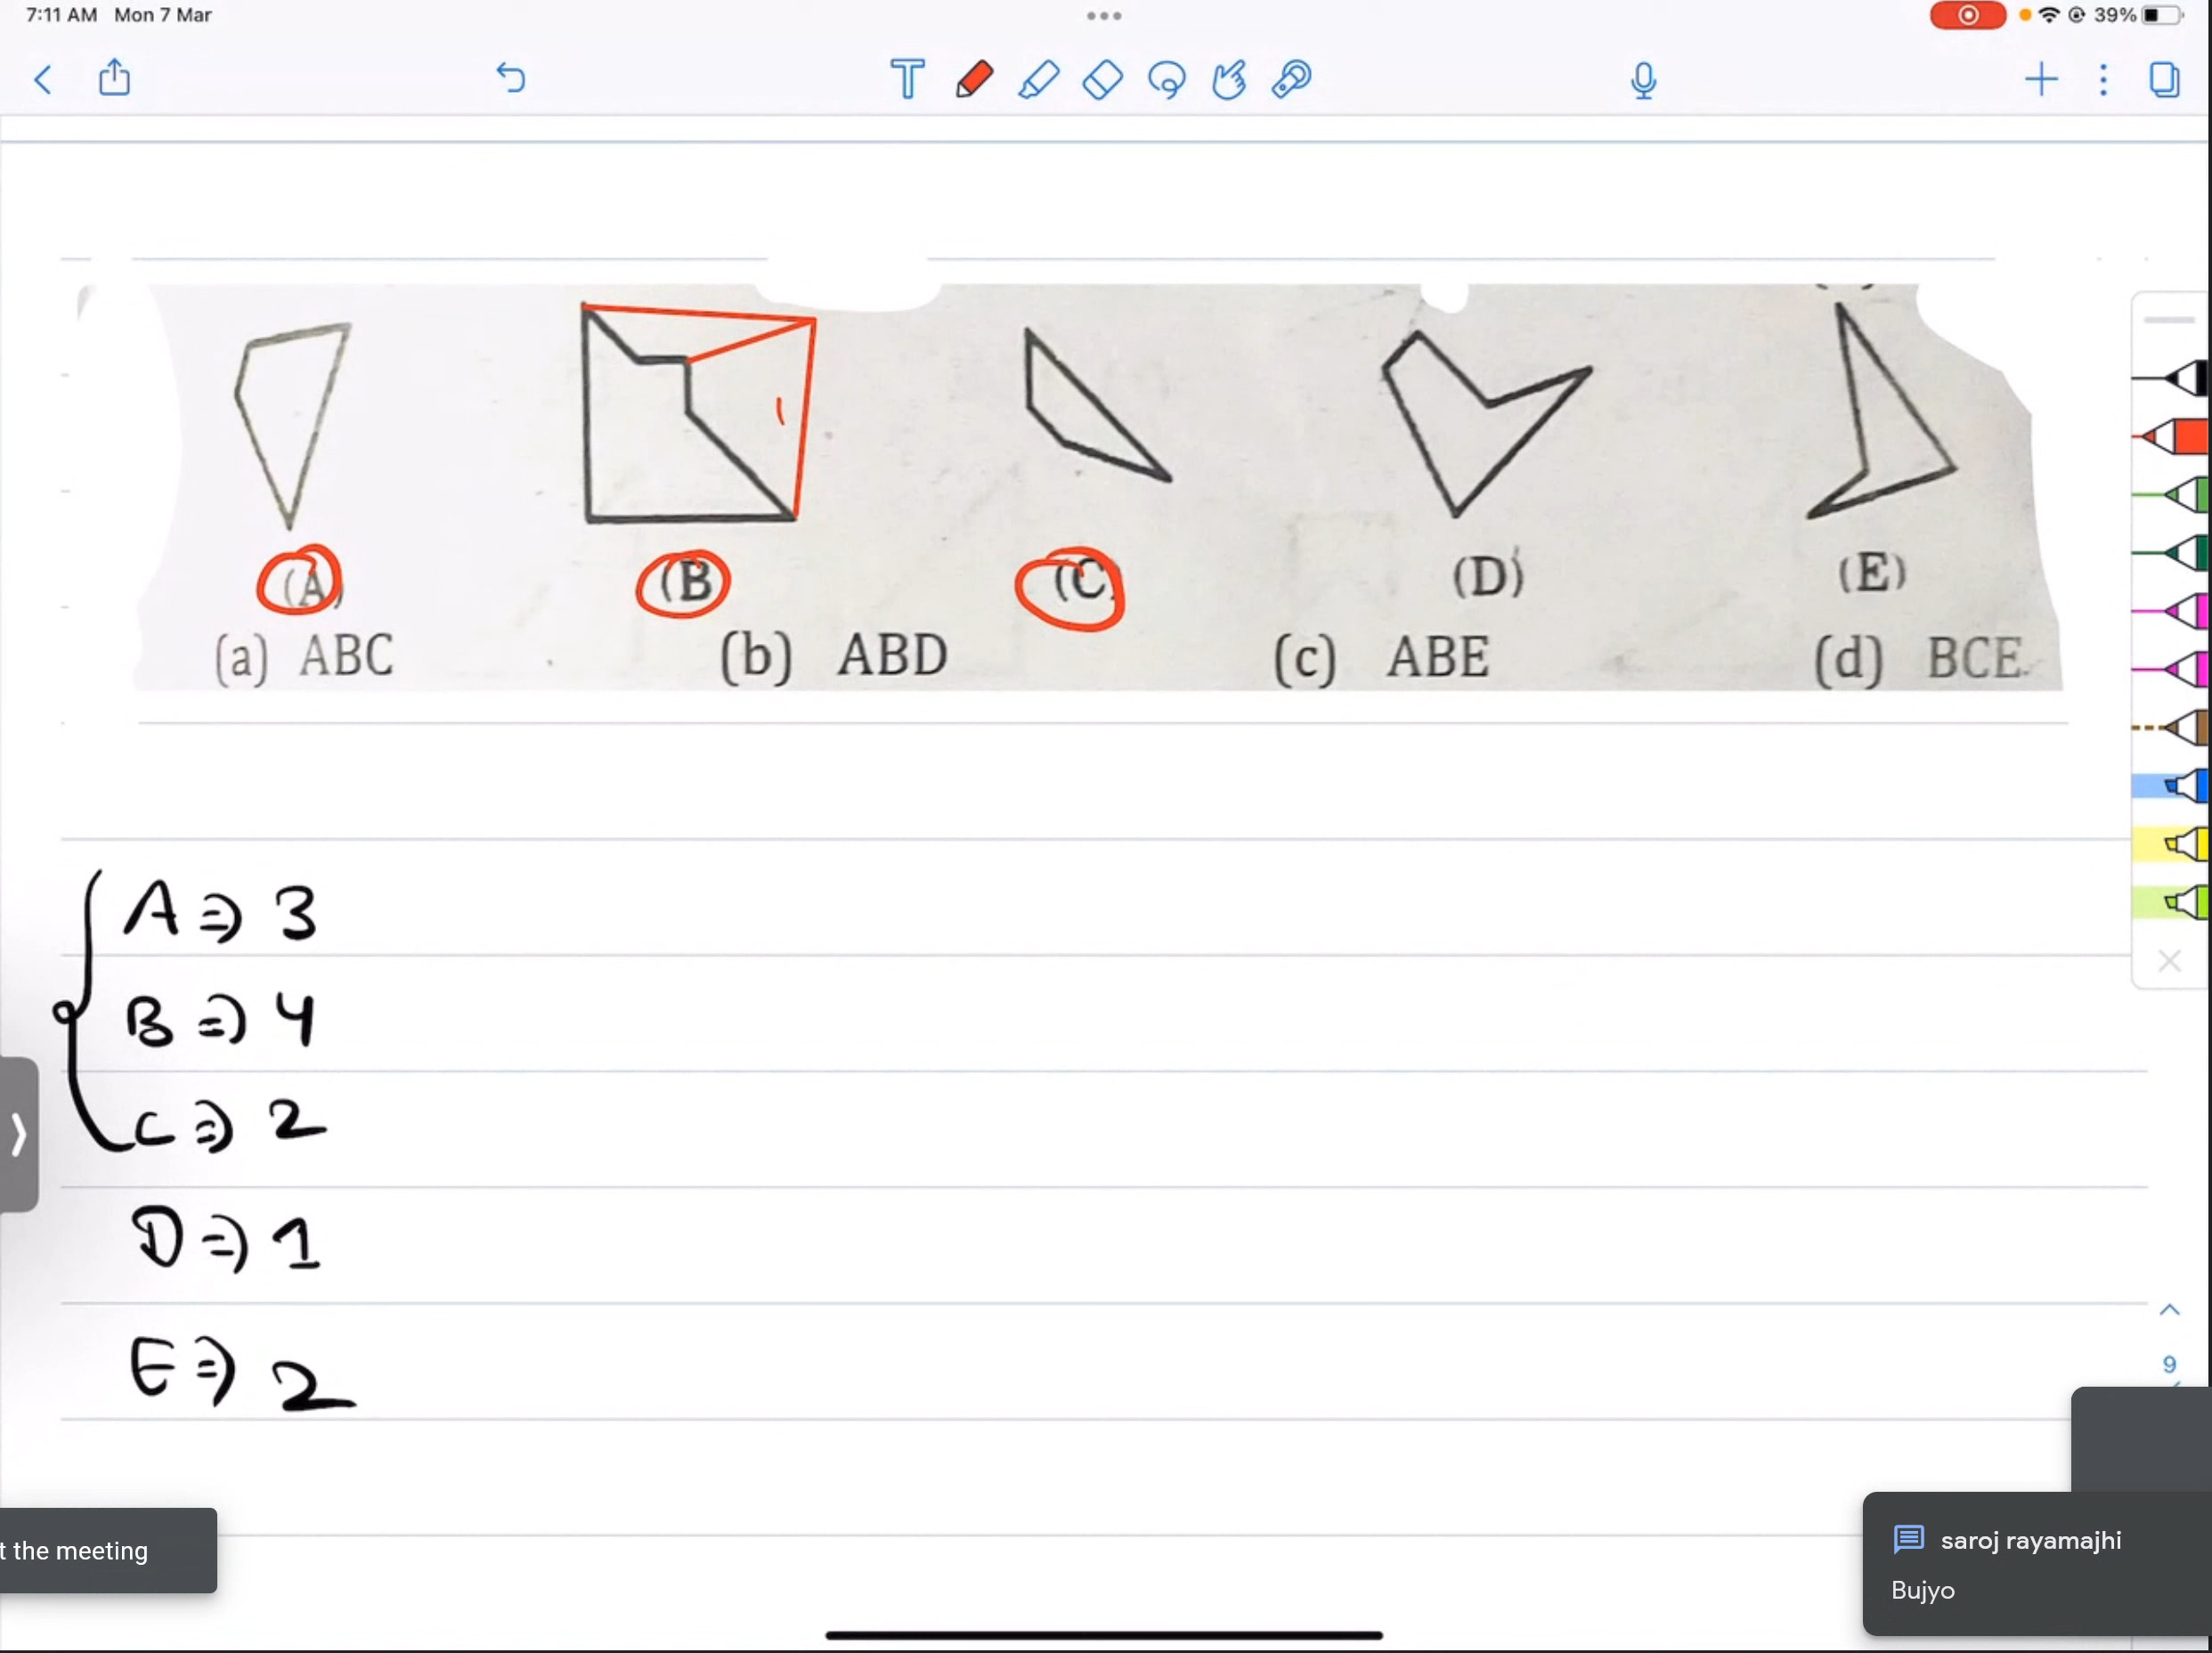 7:11 AM Mon 7 Mar
39%
T
(A) (B) (C) (D) (E)
(a) ABC (b) ABD (c) ABE (d) BCE
A => 3
B => 4
C => 2
D => 1
E => 2
9
t the meeting
saroj rayamajhi
Bujyo